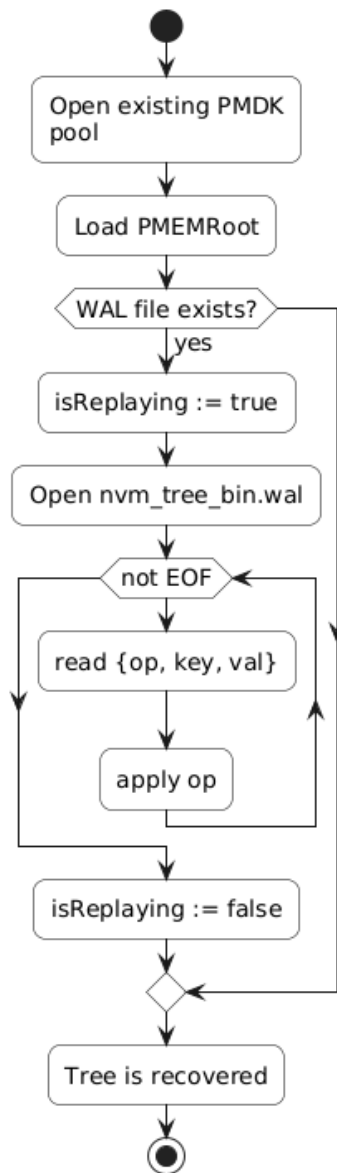 Open existing PMDK
pool
Load PMEMRoot
WAL file exists?
yes
isReplaying := true
Open nvm_tree_bin.wal
not EOF
read {op, key, val}
apply op
isReplaying := false
Tree is recovered